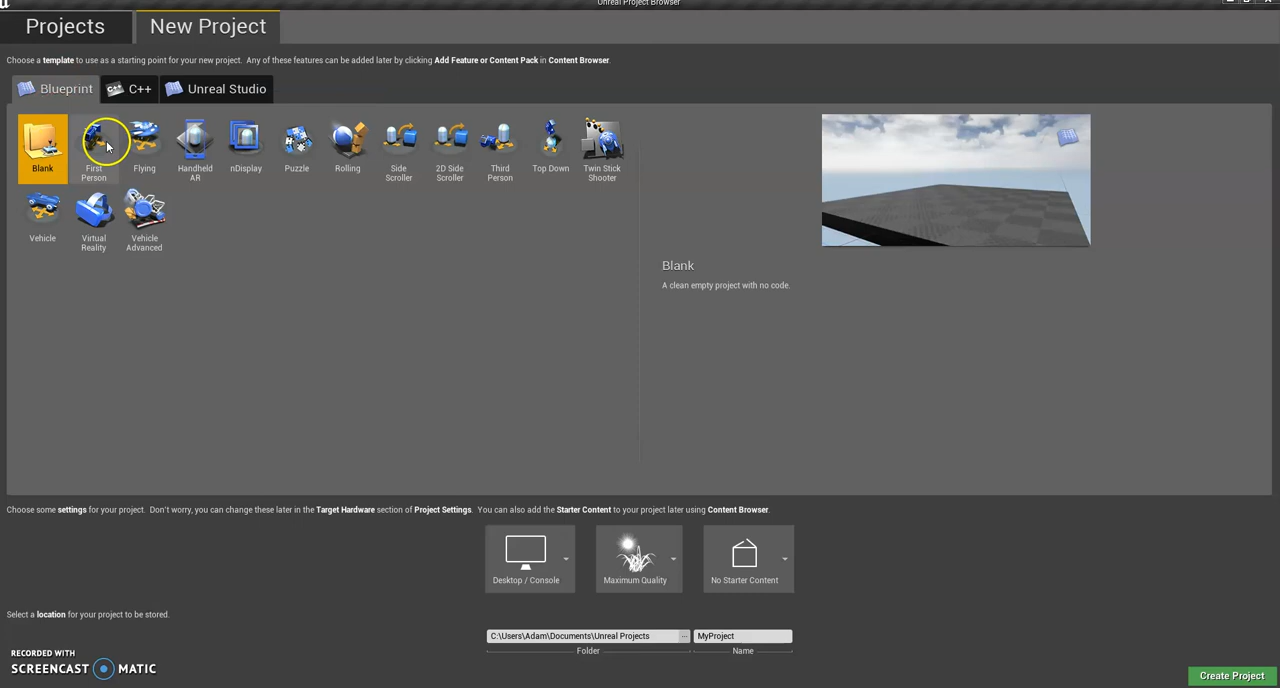 Unreal Project Browser
Projects
New Project
Choose a template to use as a starting point for your new project. Any of these features can be added later by clicking Add Feature or Content Pack in Content Browser.
Blueprint
C++
Unreal Studio
Blank
First Person
Flying
Handheld AR
nDisplay
Puzzle
Rolling
Side Scroller
2D Side Scroller
Third Person
Top Down
Twin Stick Shooter
Vehicle
Virtual Reality
Vehicle Advanced
Blank
A clean empty project with no code.
Choose some settings for your project. Don't worry, you can change these later in the Target Hardware section of Project Settings. You can also add the Starter Content to your project later using Content Browser.
Desktop / Console
Maximum Quality
No Starter Content
Select a location for your project to be stored.
C:\Users\Adam\Documents\Unreal Projects
...
MyProject
Folder
Name
RECORDED WITH
SCREENCAST MATIC
Create Project